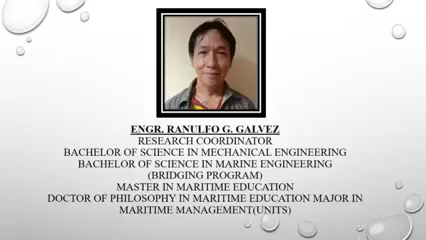 ENGR. RANULFO G. GALVEZ
RESEARCH COORDINATOR
BACHELOR OF SCIENCE IN MECHANICAL ENGINEERING
BACHELOR OF SCIENCE IN MARINE ENGINEERING
(BRIDGING PROGRAM)
MASTER IN MARITIME EDUCATION
DOCTOR OF PHILOSOPHY IN MARITIME EDUCATION MAJOR IN
MARITIME MANAGEMENT(UNITS)